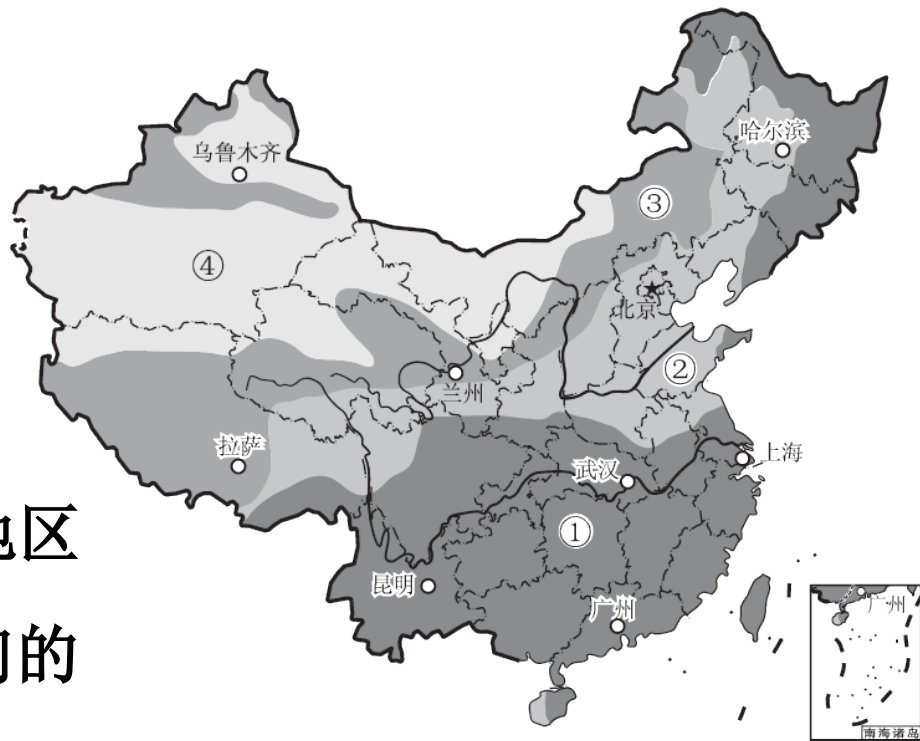 哈尔滨
乌鲁木齐
③
④
北京
②
兰州
拉萨
上海
武汉
①
地区
昆明
广州
的
广州
南海诸岛